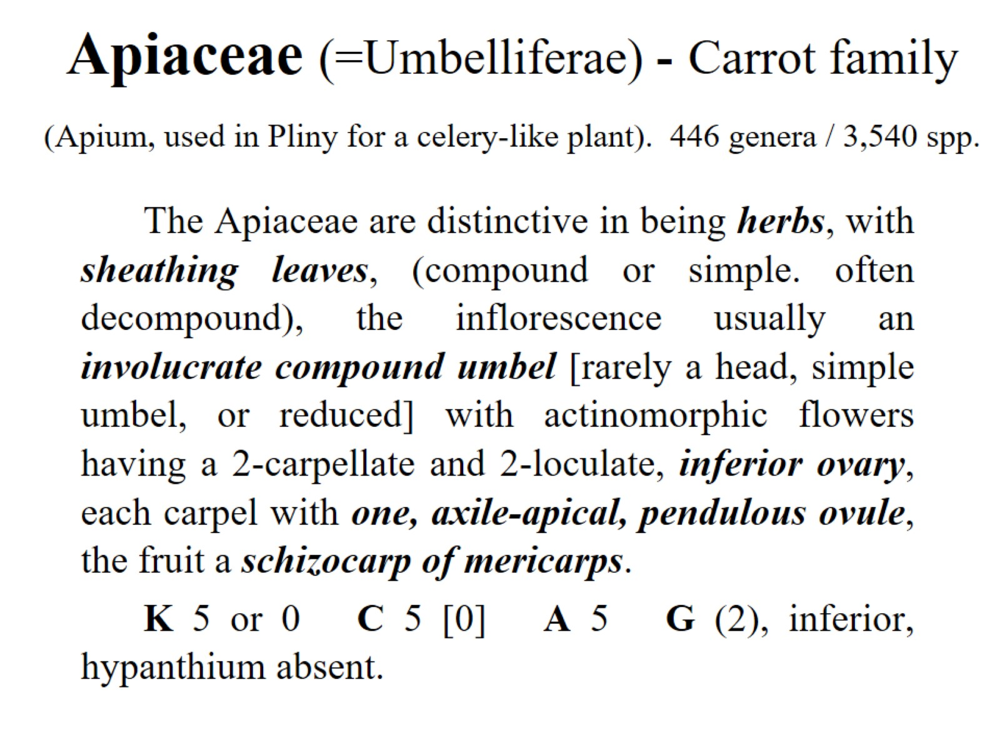 Apiaceae (=Umbelliferae) - Carrot family
(Apium, used in Pliny for a celery-like plant). 446 genera / 3,540 spp.
The Apiaceae are distinctive in being herbs, with
sheathing leaves, (compound or simple. often
decompound), the inflorescence usually an
involucrate compound umbel [rarely a head, simple
umbel, or reduced] with actinomorphic flowers
having a 2-carpellate and 2-loculate, inferior ovary,
each carpel with one, axile-apical, pendulous ovule,
the fruit a schizocarp of mericarps.
K 5 or 0 C 5 [0] A 5 G (2), inferior,
hypanthium absent.